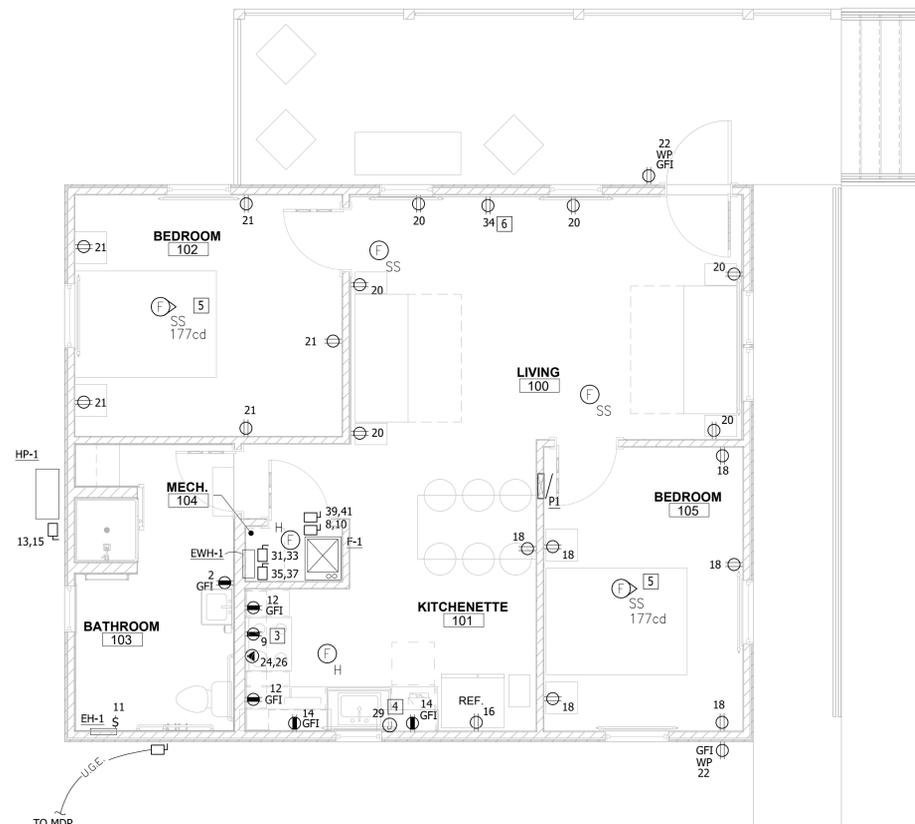 22
WP
GFI
21
20
34
6
20
BEDROOM
102
21
F
SS
20
20
F
5
SS
177cd
21
LIVING
100
F
SS
21
21
20
20
HP-1
18
MECH.
104
P1
BEDROOM
105
39,41
8,10
H
F
F-1
13,15
EWH-1
31,33
35,37
18
18
18
2
GFI
12
GFI
F
5
SS
177cd
KITCHENETTE
101
BATHROOM
103
3
9
24,26
F
H
12
GFI
REF.
18
14
GFI
29
4
J
14
GFI
16
18
11
$
EH-1
GFI
WP
22
U.G.E.
TO MDP